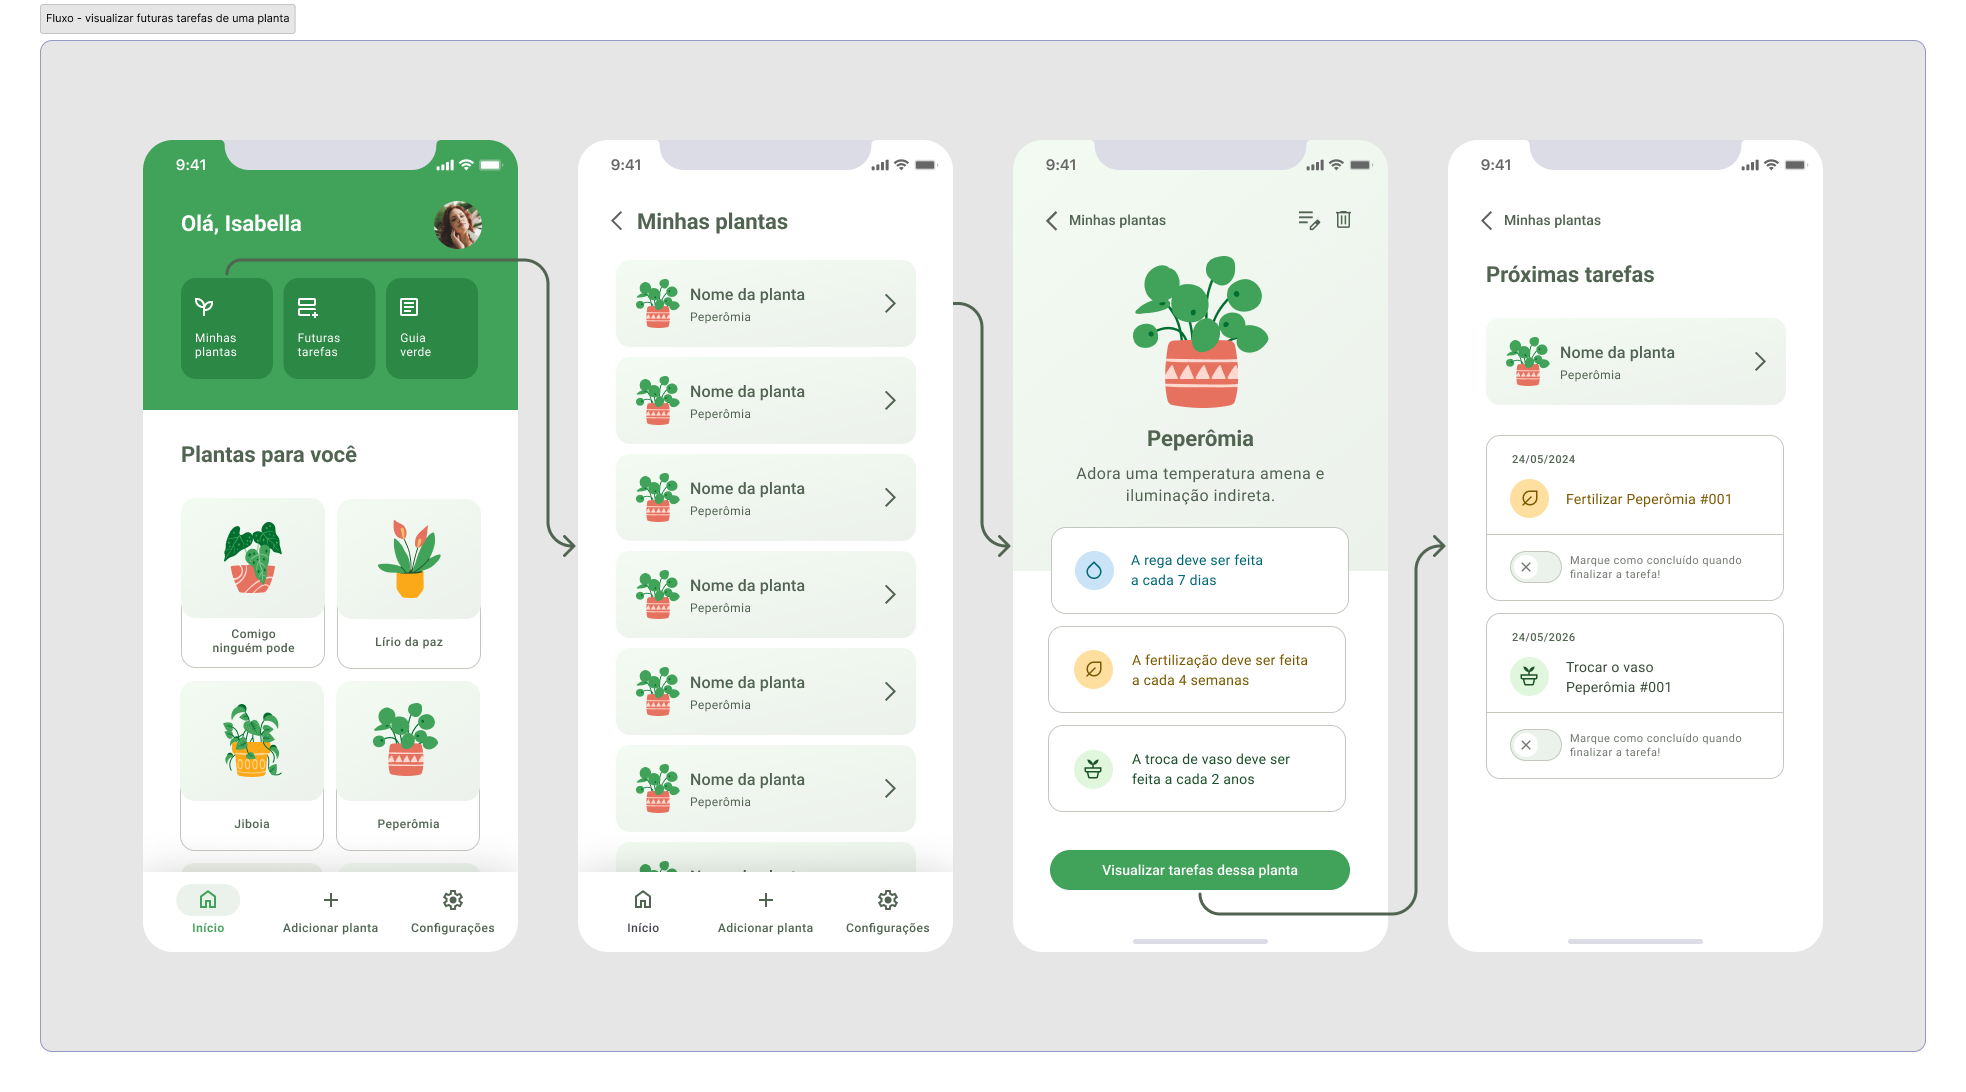 Fluxo - visualizar futuras tarefas de uma planta
9:41
Olá, Isabella
Minhas
plantas
Futuras
tarefas
Guia
verde
Plantas para você
Comigo
ninguém pode
Lírio da paz
Jiboia
Peperômia
Início
Adicionar planta
Configurações
9:41
Minhas plantas
Nome da planta
Peperômia
Nome da planta
Peperômia
Nome da planta
Peperômia
Nome da planta
Peperômia
Nome da planta
Peperômia
Nome da planta
Peperômia
Início
Adicionar planta
Configurações
9:41
Minhas plantas
Peperômia
Adora uma temperatura amena e
iluminação indireta.
A rega deve ser feita
a cada 7 dias
A fertilização deve ser feita
a cada 4 semanas
A troca de vaso deve ser
feita a cada 2 anos
Visualizar tarefas dessa planta
9:41
Minhas plantas
Próximas tarefas
Nome da planta
Peperômia
24/05/2024
Fertilizar Peperômia #001
Marque como concluído quando
finalizar a tarefa!
24/05/2026
Trocar o vaso
Peperômia #001
Marque como concluído quando
finalizar a tarefa!